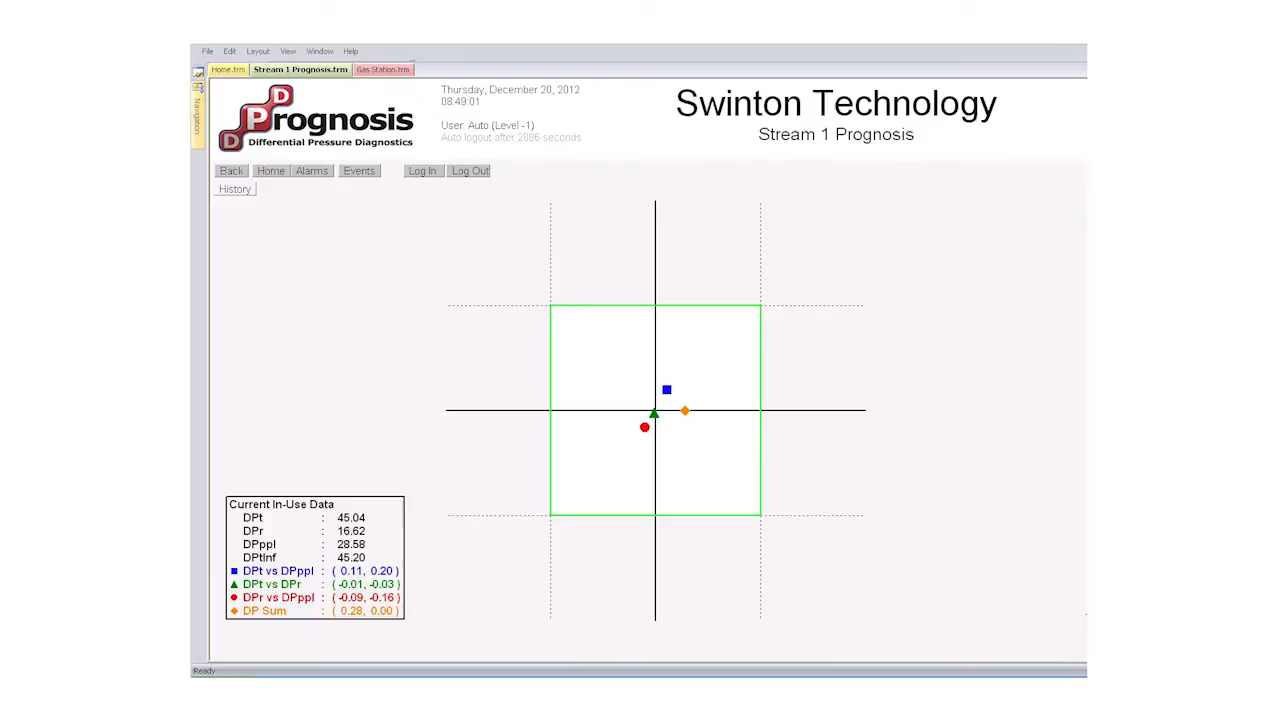 File Edit Layout View Window Help
Home.trm Stream 1 Prognosis.trm Gas Station.trm
Navigation
D
Prognosis
D
Differential Pressure Diagnostics
Thursday, December 20, 2012
08:49:01
User: Auto (Level -1)
Auto logout after 2886 seconds
Swinton Technology
Stream 1 Prognosis
Back Home Alarms Events Log In Log Out
History
Current In-Use Data
DPt : 45.04
DPr : 16.62
DPppl : 28.58
DPtInf : 45.20
DPt vs DPppl : ( 0.11, 0.20 )
DPt vs DPr : ( -0.01, -0.03 )
DPr vs DPppl : ( -0.09, -0.16 )
DP Sum : ( 0.28, 0.00 )
Ready